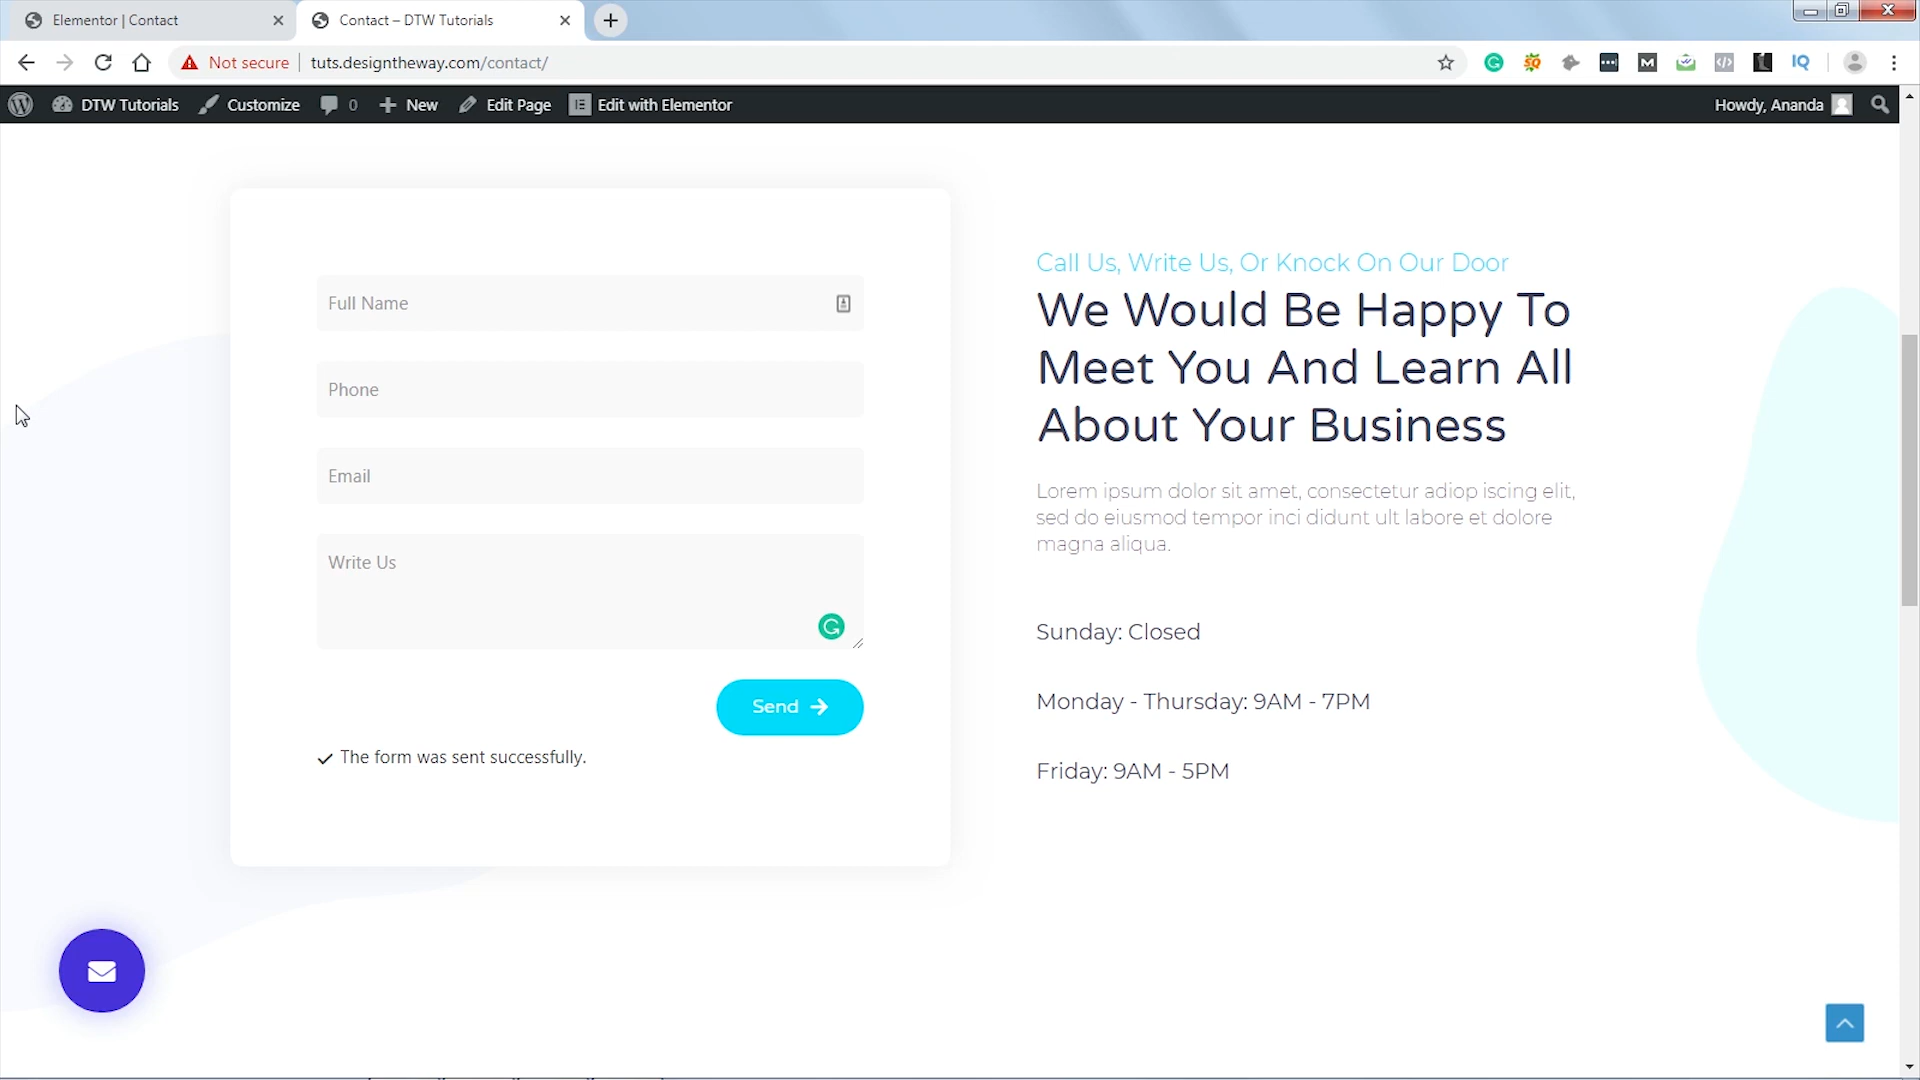 Elementor | Contact
Contact – DTW Tutorials
Not secure
tuts.designtheway.com/contact/
DTW Tutorials
Customize
0
New
Edit Page
Edit with Elementor
Howdy, Ananda
Full Name
Phone
Email
Write Us
Send
The form was sent successfully.
Call Us, Write Us, Or Knock On Our Door
We Would Be Happy To
Meet You And Learn All
About Your Business
Lorem ipsum dolor sit amet, consectetur adiop iscing elit,
sed do eiusmod tempor inci didunt ult labore et dolore
magna aliqua.
Sunday: Closed
Monday - Thursday: 9AM - 7PM
Friday: 9AM - 5PM